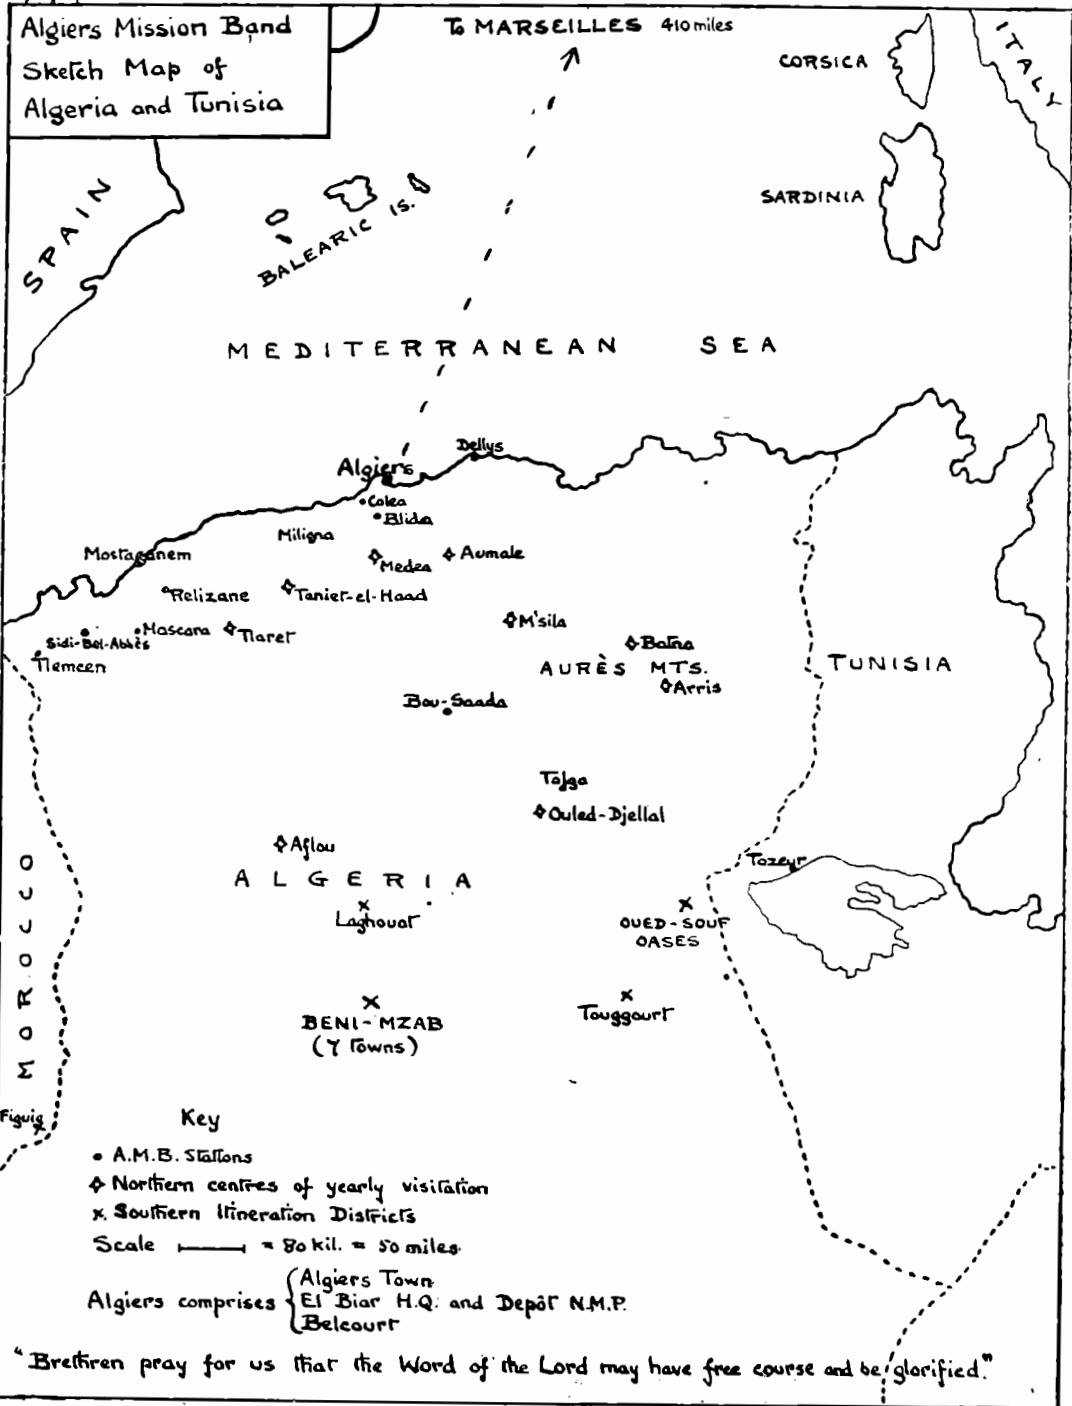 Algiers Mission Band
Sketch Map of
Algeria and Tunisia
To MARSEILLES 410 miles
CORSICA
ITALY
SARDINIA
SPAIN
BALEARIC IS.
MEDITERRANEAN SEA
Dellys
Algiers
Colea
Blida
Miligna
Mostaganem
Medea
Aumale
Relizane
Taniet-el-Haad
M'sila
Mascara
Tiaret
Sidi-Bel-Abbès
Tlemcen
Batna
AURÈS MTS.
TUNISIA
Arris
Bou-Saada
Tolga
Ouled-Djellal
Aflou
Tozeur
ALGERIA
Laghouat
OUED-SOUF
OASES
MOROCCO
Touggourt
BENI-MZAB
(7 Towns)
Figuig
Key
A.M.B. Stations
Northern centres of yearly visitation
x. Southern Itineration Districts
Scale = 80 kil. = 50 miles.
Algiers comprises
Algiers Town
El Biar H.Q. and Depôt N.M.P.
Belcourt
"Brethren pray for us that the Word of the Lord may have free course and be glorified."